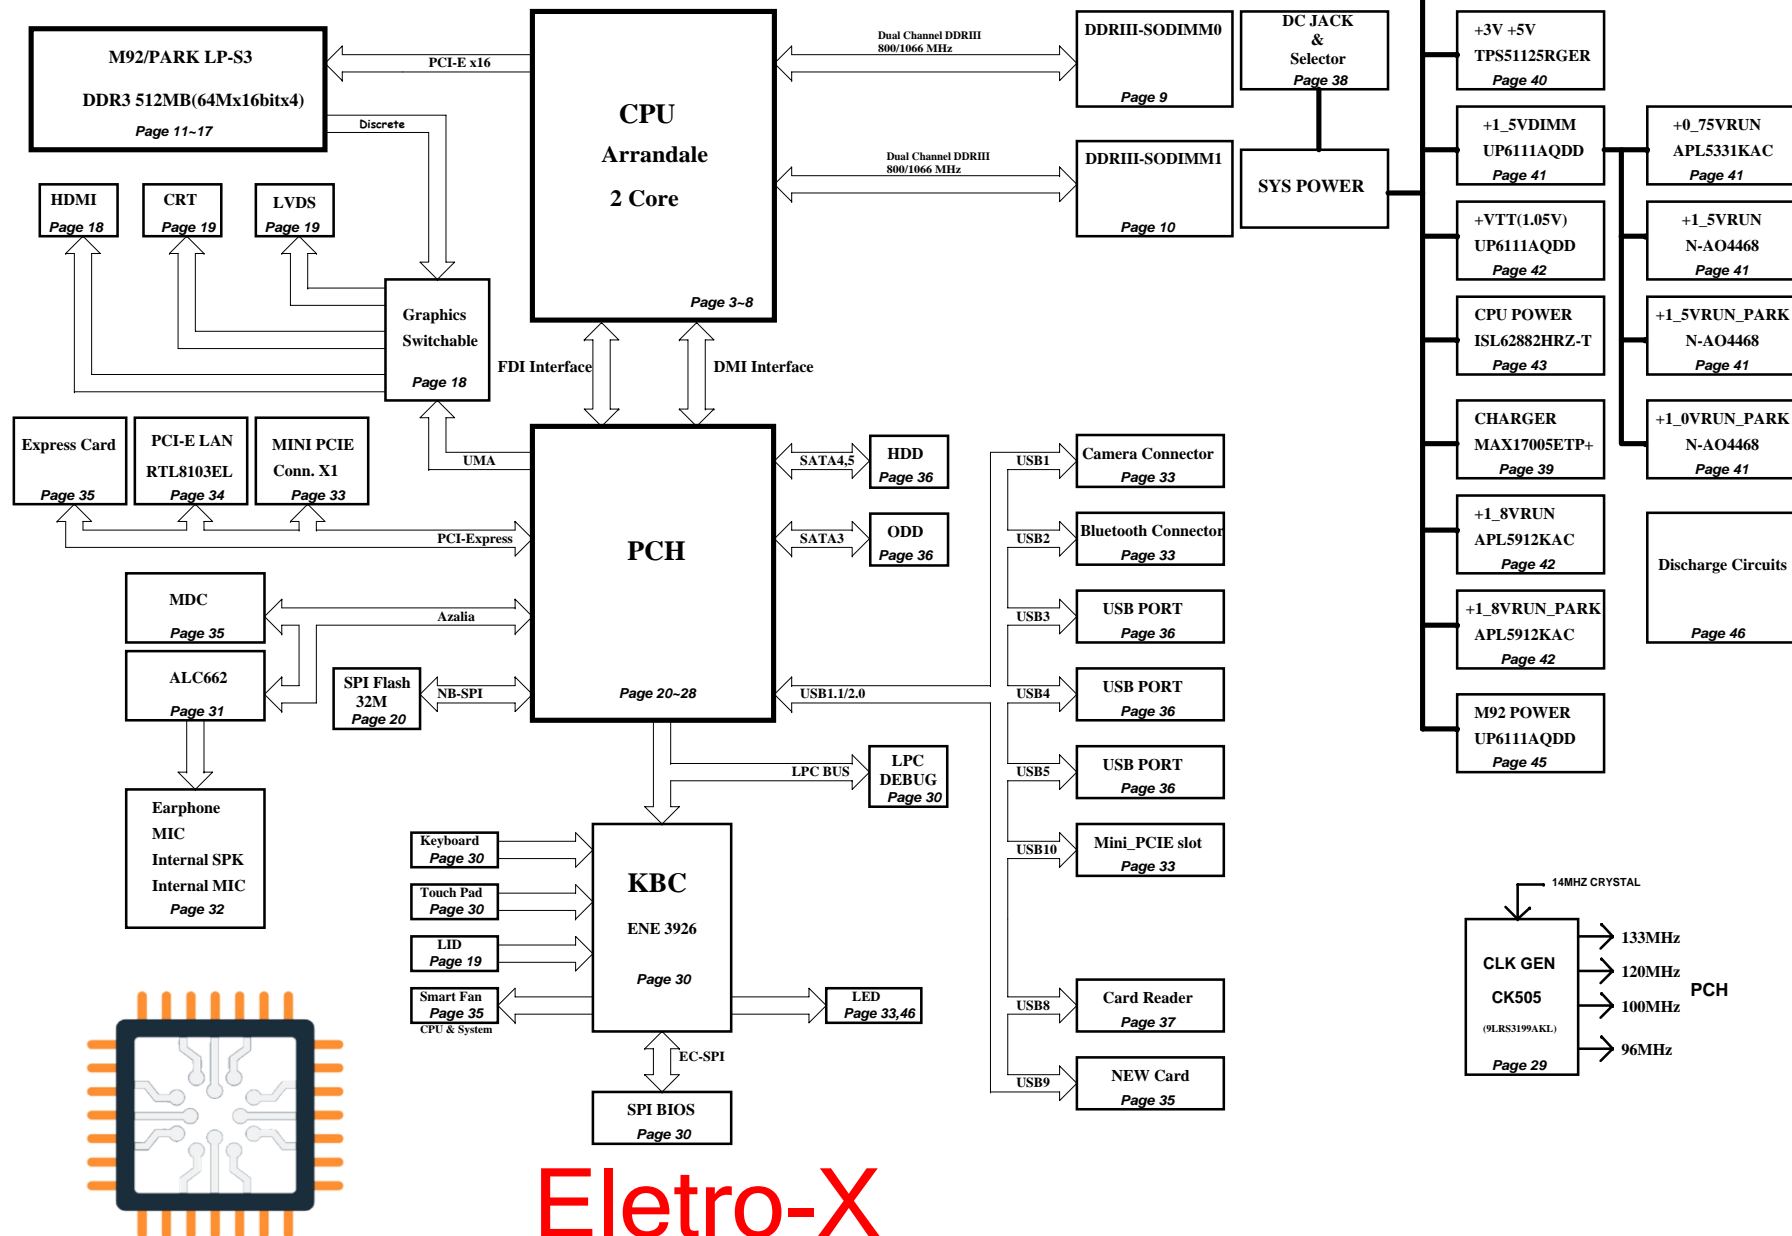 M92/PARK LP-S3
DDR3 512MB(64Mx16bitx4)
Page 11~17
PCI-E x16
Discrete
CPU
Arrandale
2 Core
Page 3~8
Dual Channel DDRIII
800/1066 MHz
DDRIII-SODIMM0
Page 9
Dual Channel DDRIII
800/1066 MHz
DDRIII-SODIMM1
Page 10
HDMI
Page 18
CRT
Page 19
LVDS
Page 19
Graphics
Switchable
Page 18
FDI Interface
DMI Interface
UMA
Express Card
Page 35
PCI-E LAN
RTL8103EL
Page 34
MINI PCIE
Conn. X1
Page 33
PCI-Express
PCH
Page 20~28
SATA4,5
HDD
Page 36
SATA3
ODD
Page 36
MDC
Page 35
Azalia
ALC662
Page 31
SPI Flash
32M
Page 20
NB-SPI
Earphone
MIC
Internal SPK
Internal MIC
Page 32
USB1.1/2.0
LPC BUS
LPC
DEBUG
Page 30
USB1
Camera Connector
Page 33
USB2
Bluetooth Connector
Page 33
USB3
USB PORT
Page 36
USB4
USB PORT
Page 36
USB5
USB PORT
Page 36
USB10
Mini_PCIE slot
Page 33
USB8
Card Reader
Page 37
USB9
NEW Card
Page 35
Keyboard
Page 30
Touch Pad
Page 30
LID
Page 19
Smart Fan
Page 35
CPU & System
KBC
ENE 3926
Page 30
LED
Page 33,46
EC-SPI
SPI BIOS
Page 30
DC JACK
&
Selector
Page 38
SYS POWER
+3V +5V
TPS51125RGER
Page 40
+1_5VDIMM
UP6111AQDD
Page 41
+VTT(1.05V)
UP6111AQDD
Page 42
CPU POWER
ISL62882HRZ-T
Page 43
CHARGER
MAX17005ETP+
Page 39
+1_8VRUN
APL5912KAC
Page 42
+1_8VRUN_PARK
APL5912KAC
Page 42
M92 POWER
UP6111AQDD
Page 45
+0_75VRUN
APL5331KAC
Page 41
+1_5VRUN
N-AO4468
Page 41
+1_5VRUN_PARK
N-AO4468
Page 41
+1_0VRUN_PARK
N-AO4468
Page 41
Discharge Circuits
Page 46
14MHZ CRYSTAL
CLK GEN
CK505
(9LRS3199AKL)
Page 29
133MHz
120MHz
100MHz
96MHz
PCH
Eletro-X